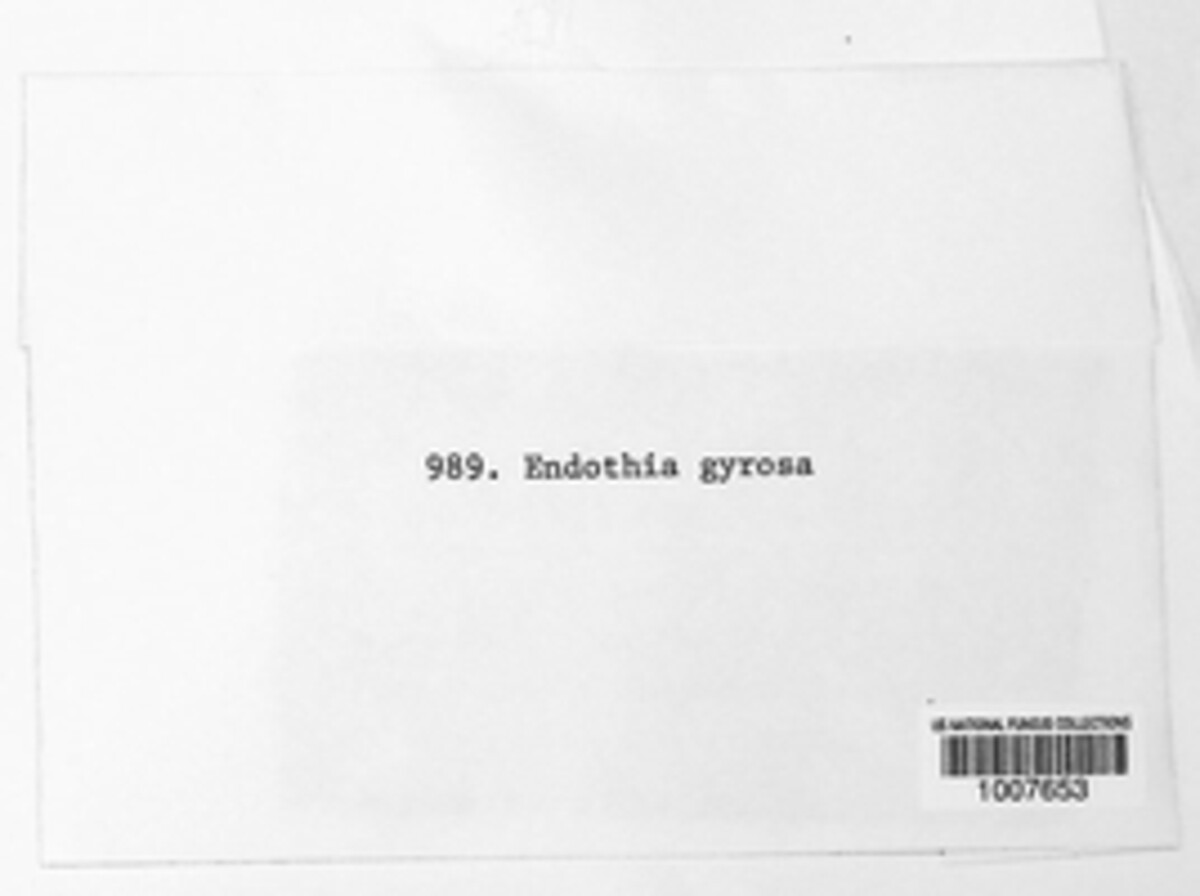 989. Endothia gyrosa
US NATIONAL FUNGUS COLLECTIONS
1007653